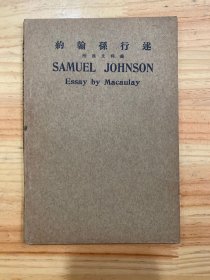 約翰孫行述
SAMUEL JOHNSON
Essay by Macaulay